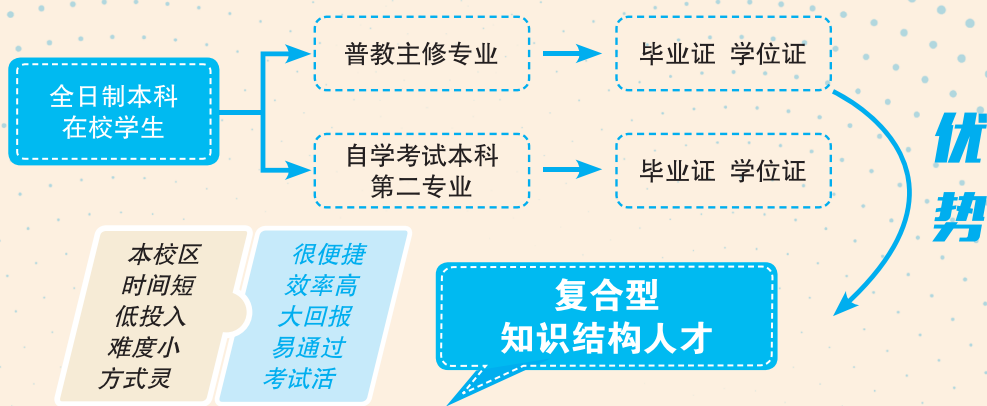 全日制本科
在校学生
普教主修专业
毕业证 学位证
自学考试本科
第二专业
毕业证 学位证
优
势
本校区
时间短
低投入
难度小
方式灵
很便捷
效率高
大回报
易通过
考试活
复合型
知识结构人才